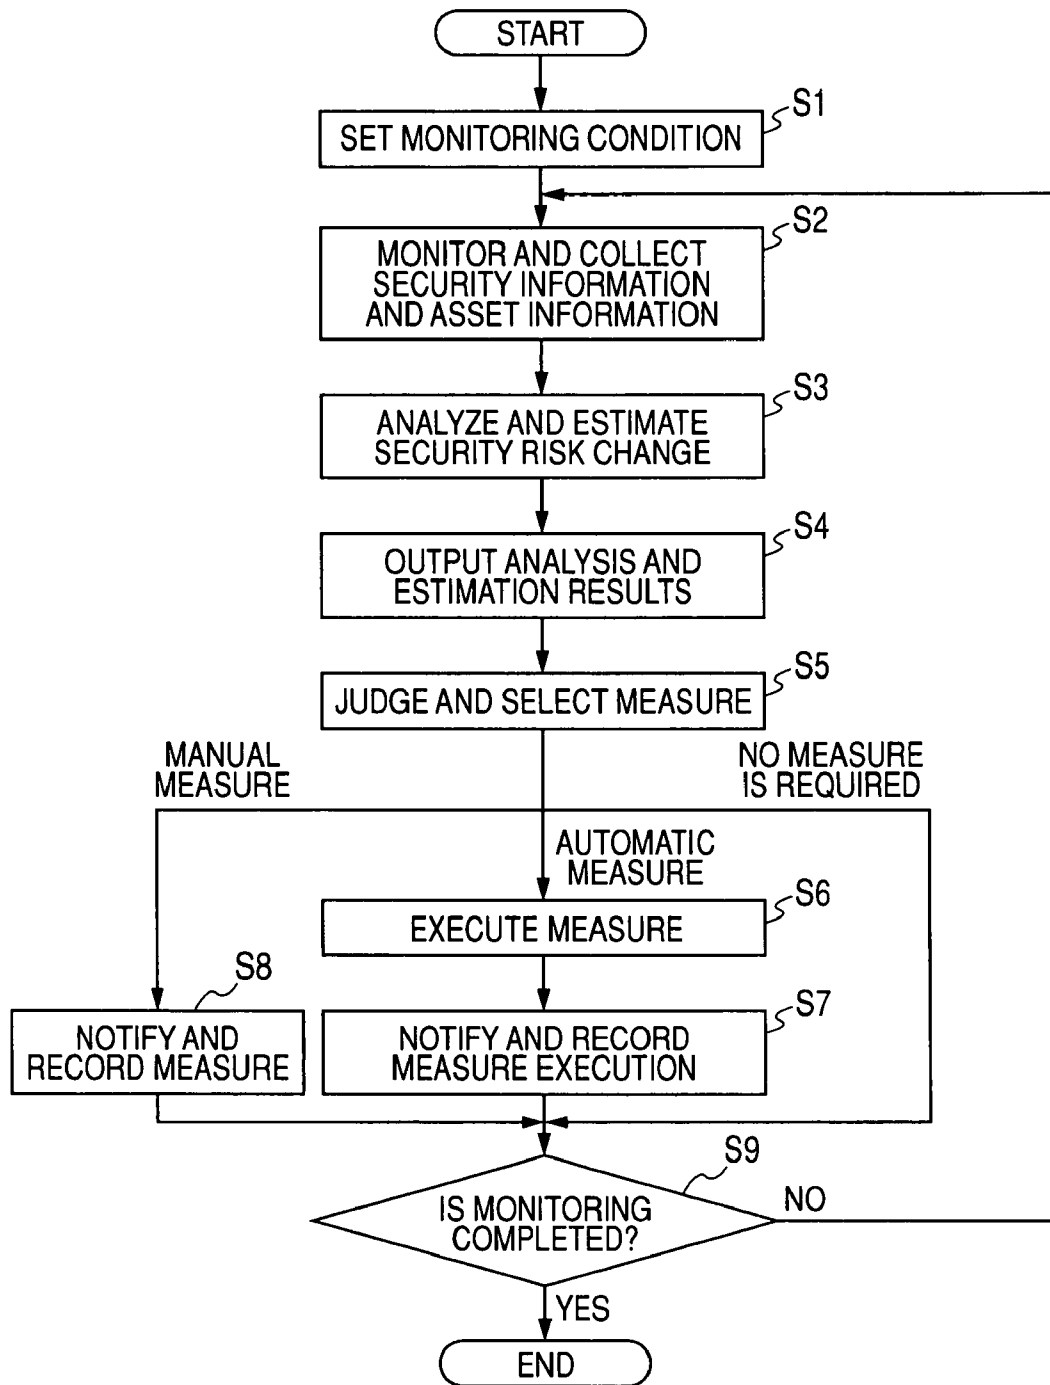 START
S1
SET MONITORING CONDITION
S2
MONITOR AND COLLECT
SECURITY INFORMATION
AND ASSET INFORMATION
S3
ANALYZE AND ESTIMATE
SECURITY RISK CHANGE
S4
OUTPUT ANALYSIS AND
ESTIMATION RESULTS
S5
JUDGE AND SELECT MEASURE
MANUAL
MEASURE
NO MEASURE
IS REQUIRED
AUTOMATIC
MEASURE
S6
EXECUTE MEASURE
S8
NOTIFY AND
RECORD MEASURE
S7
NOTIFY AND RECORD
MEASURE EXECUTION
S9
IS MONITORING
COMPLETED?
NO
YES
END